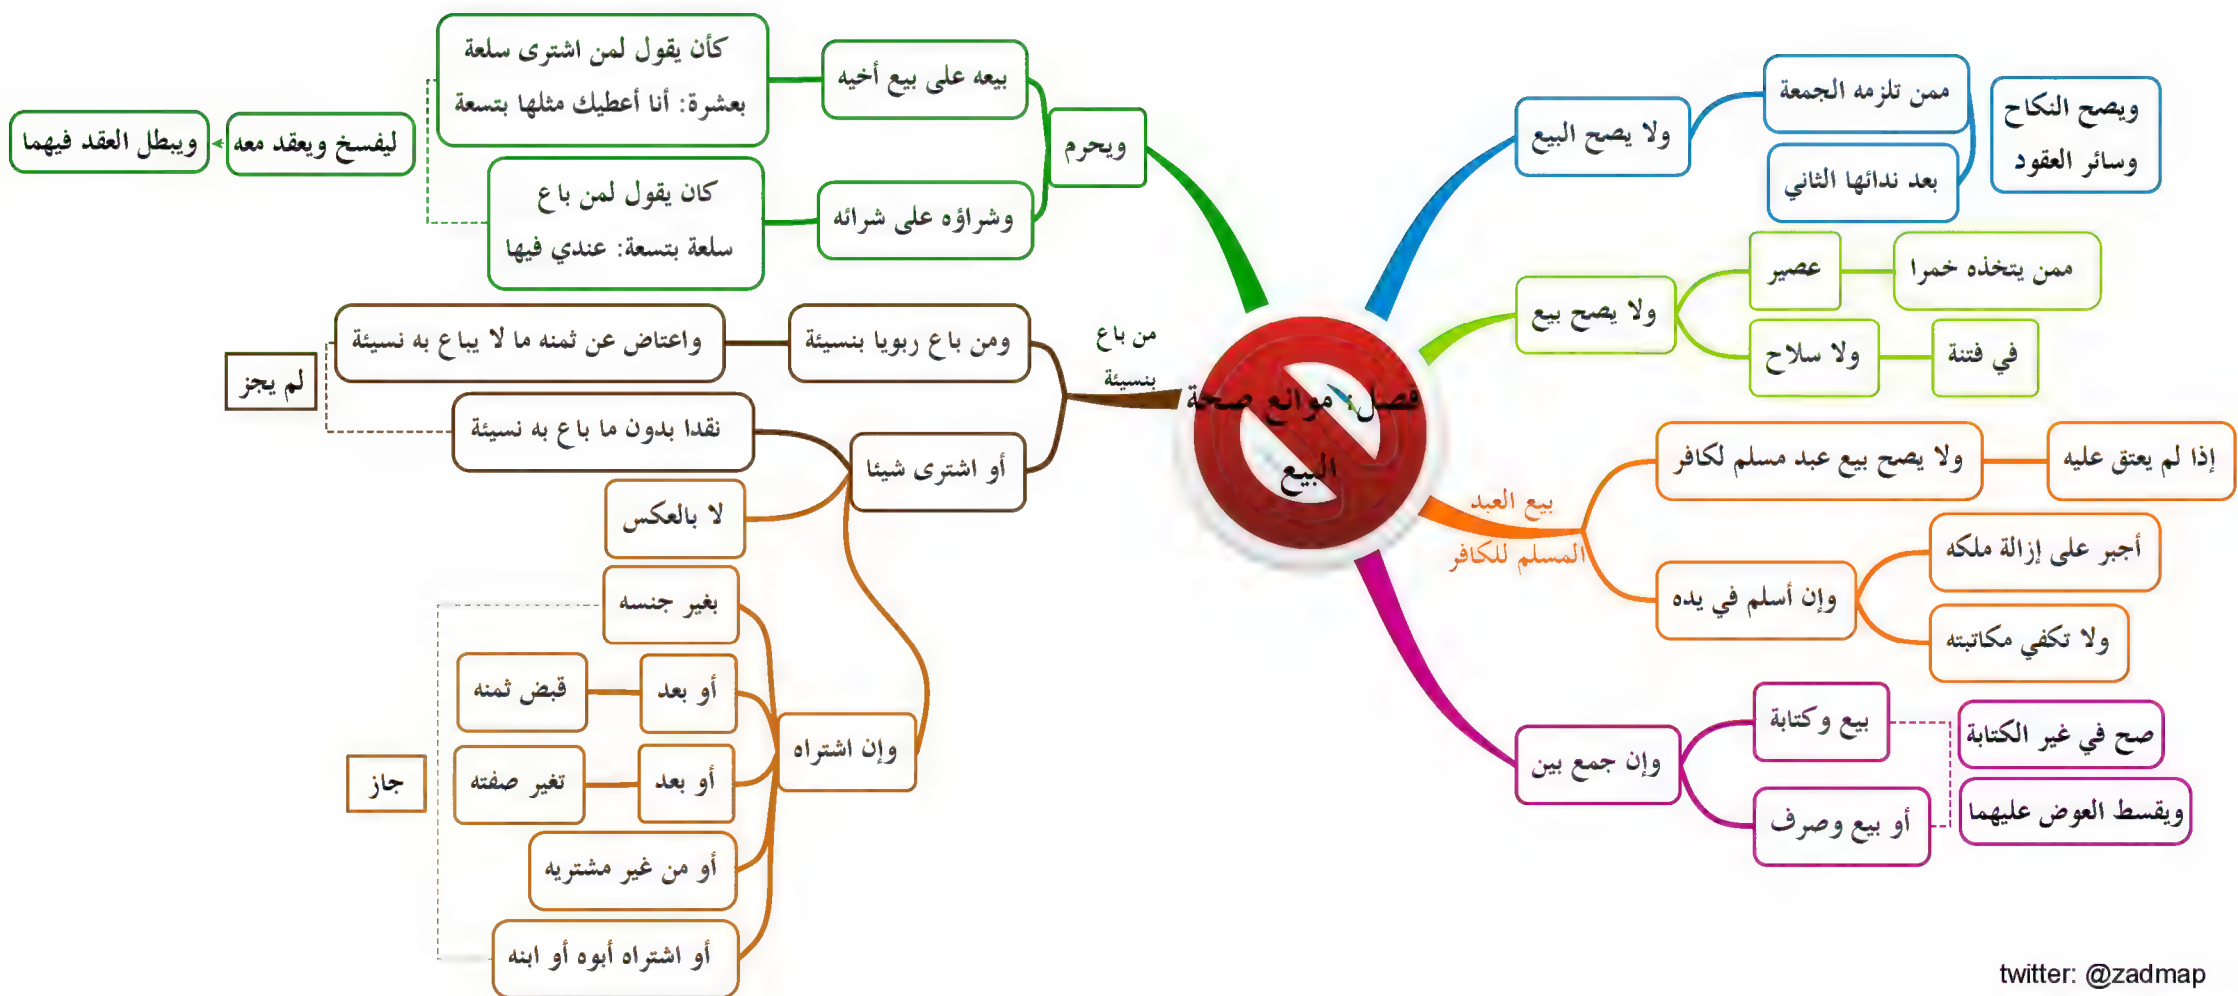 فصل: موانع صحة
البيع
ولا يصح البيع
ممن تلزمه الجمعة
بعد ندائها الثاني
ويصح النكاح
وسائر العقود
ولا يصح بيع
عصير
ممن يتخذه خمرا
ولا سلاح
في فتنة
بيع العبد
المسلم للكافر
ولا يصح بيع عبد مسلم لكافر
إذا لم يعتق عليه
وإن أسلم في يده
أجبر على إزالة ملكه
ولا تكفي مكاتبته
وإن جمع بين
بيع وكتابة
أو بيع وصرف
صح في غير الكتابة
ويقسط العوض عليهما
ويحرم
بيعه على بيع أخيه
كأن يقول لمن اشترى سلعة
بعشرة: أنا أعطيك مثلها بتسعة
وشراؤه على شرائه
كان يقول لمن باع
سلعة بتسعة: عندي فيها
ليفسخ ويعقد معه
ويبطل العقد فيهما
من باع
بنسيئة
ومن باع ربويا بنسيئة
واعتاض عن ثمنه ما لا يباع به نسيئة
أو اشترى شيئا
نقدا بدون ما باع به نسيئة
لم يجز
لا بالعكس
وإن اشتراه
بغير جنسه
أو بعد
قبض ثمنه
أو بعد
تغير صفته
أو من غير مشتريه
أو اشتراه أبوه أو ابنه
جاز
twitter: @zadmap